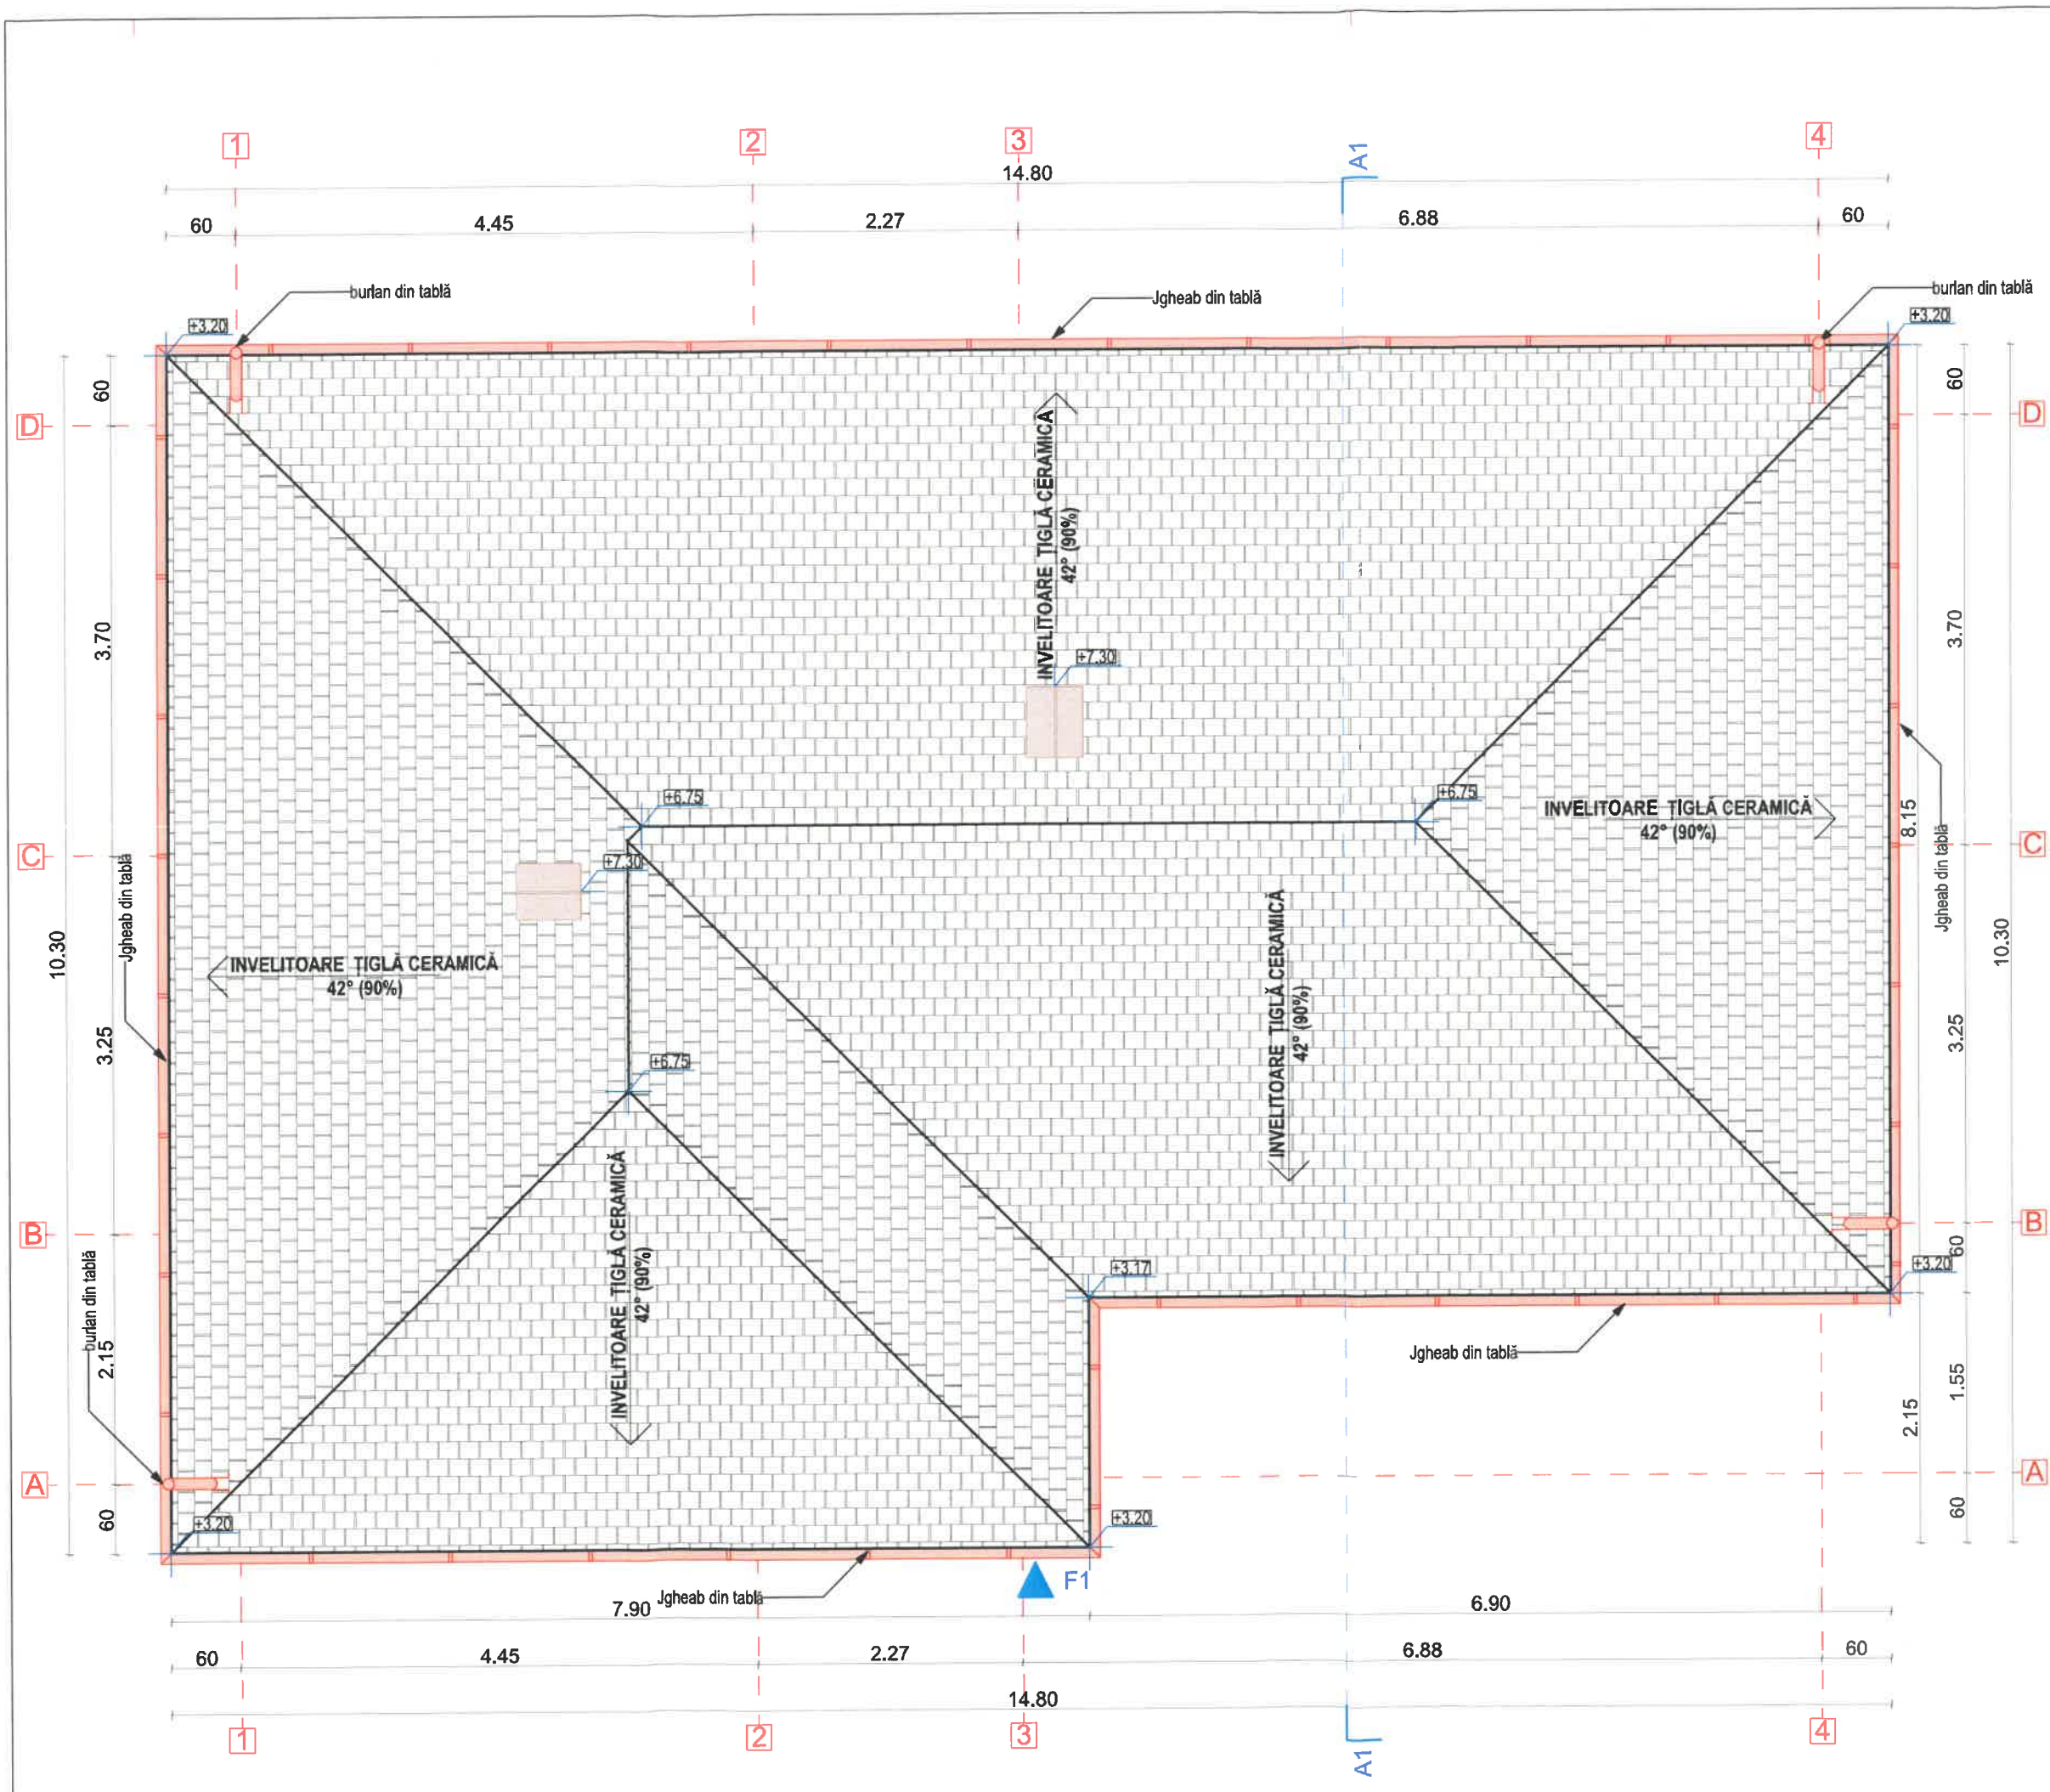 1
2
3
A1
4
14.80
60
4.45
2.27
6.88
60
burlan din tablă
Jgheab din tablă
burlan din tablă
+3.20
+3.20
60
60
D
D
INVELITOARE ȚIGLĂ CERAMICĂ
42° (90%)
3.70
3.70
+7.30
+6.75
+6.75
INVELITOARE ȚIGLĂ CERAMICĂ
42° (90%)
8.15
Jgheab din tablă
C
C
+7.30
Jgheab din tablă
10.30
10.30
INVELITOARE ȚIGLĂ CERAMICĂ
42° (90%)
INVELITOARE ȚIGLĂ CERAMICĂ
42° (90%)
3.25
3.25
+6.75
B
B
INVELITOARE ȚIGLĂ CERAMICĂ
42° (90%)
60
+3.17
+3.20
burlan din tablă
2.15
Jgheab din tablă
1.55
2.15
A
A
60
+3.20
+3.20
60
F1
Jgheab din tablă
7.90
6.90
60
4.45
2.27
6.88
60
14.80
1
2
3
A1
4